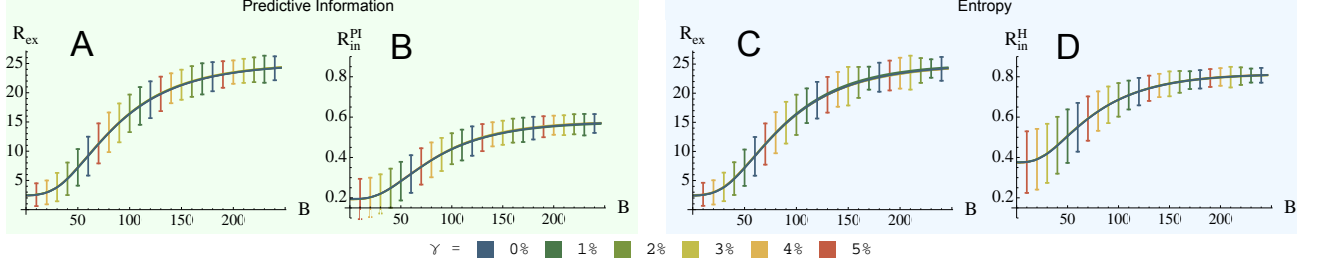 Predictive Information
Entropy
A
R_ex
25
20
15
10
5
50
100
150
200
B
B
R_in^PI
0.8
0.6
0.4
0.2
50
100
150
200
B
C
R_ex
25
20
15
10
5
50
100
150
200
B
D
R_in^H
0.8
0.6
0.4
0.2
50
100
150
200
B
γ = 0% 1% 2% 3% 4% 5%